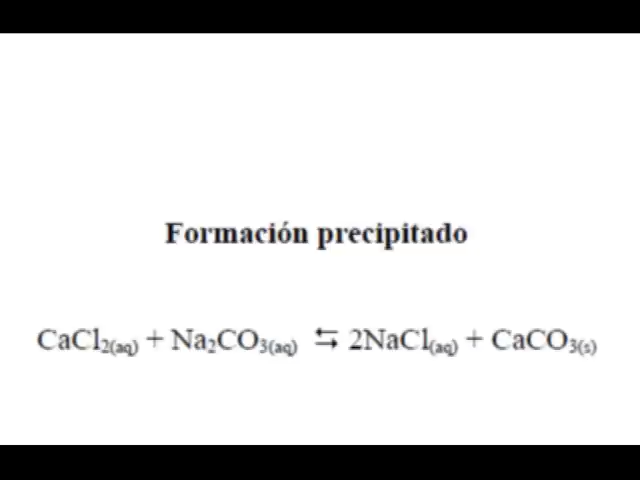 Formación precipitado
CaCl₂(aq) + Na₂CO₃(aq) ⇆ 2NaCl(aq) + CaCO₃(s)